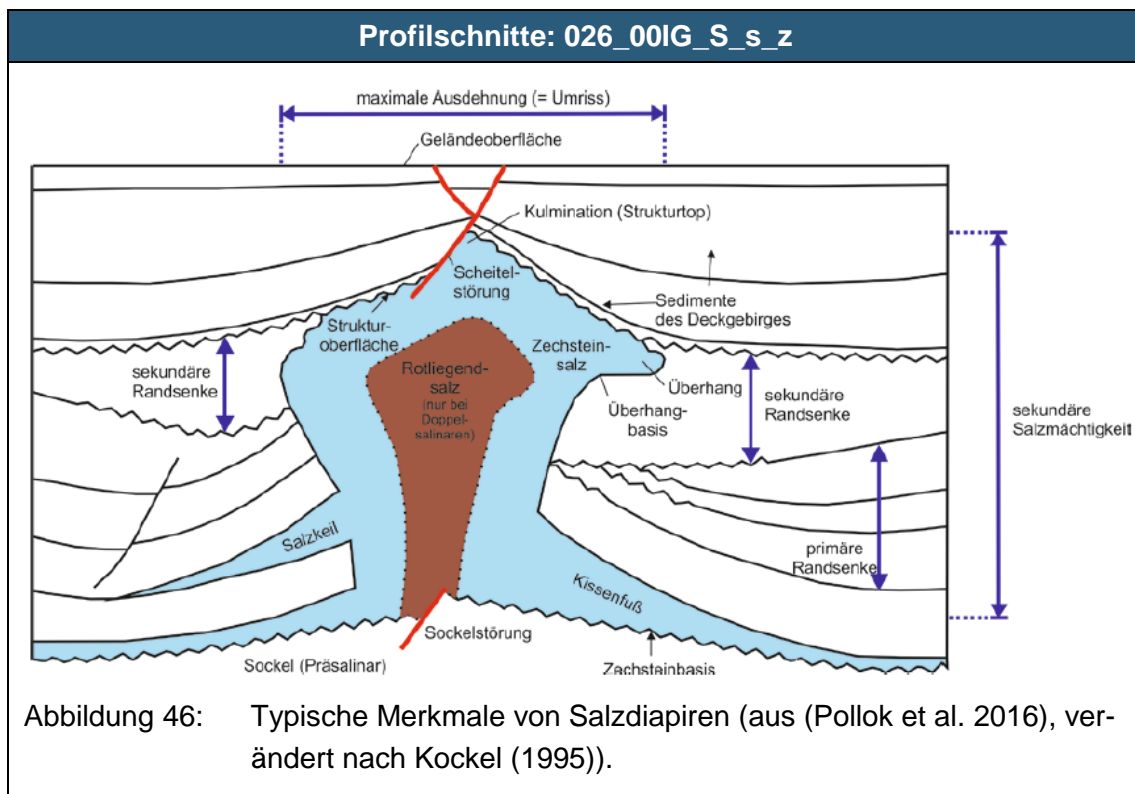 Profilschnitte: 026_00IG_S_s_z
maximale Ausdehnung (= Umriss)
Geländeoberfläche
Kulmination (Strukturtop)
Scheitel-
störung
Sedimente
des Deckgebirges
Struktur-
oberfläche
Zechstein-
salz
sekundäre
Randsenke
Rotliegend-
salz
(nur bei
Doppel-
salinaren)
Überhang
Überhang-
basis
sekundäre
Randsenke
sekundäre
Salzmächtigkeit
Salzkeil
primäre
Randsenke
Kissenfuß
Sockelstörung
Sockel (Präsalinar)
Zechsteinbasis
Abbildung 46: Typische Merkmale von Salzdiapiren (aus (Pollok et al. 2016), ver-
ändert nach Kockel (1995)).